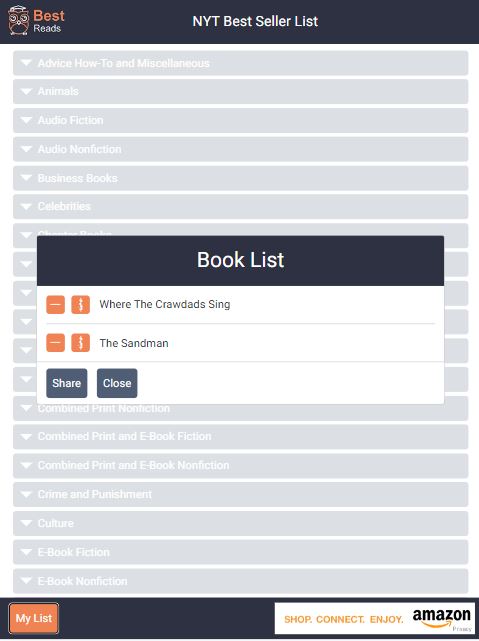 Best
Reads
NYT Best Seller List
Advice How-To and Miscellaneous
Animals
Audio Fiction
Audio Nonfiction
Business Books
Celebrities
Chapter Books
Book List
Where The Crawdads Sing
The Sandman
Share
Close
Combined Print Nonfiction
Combined Print and E-Book Fiction
Combined Print and E-Book Nonfiction
Crime and Punishment
Culture
E-Book Fiction
E-Book Nonfiction
My List
SHOP. CONNECT. ENJOY.
amazon
Privacy